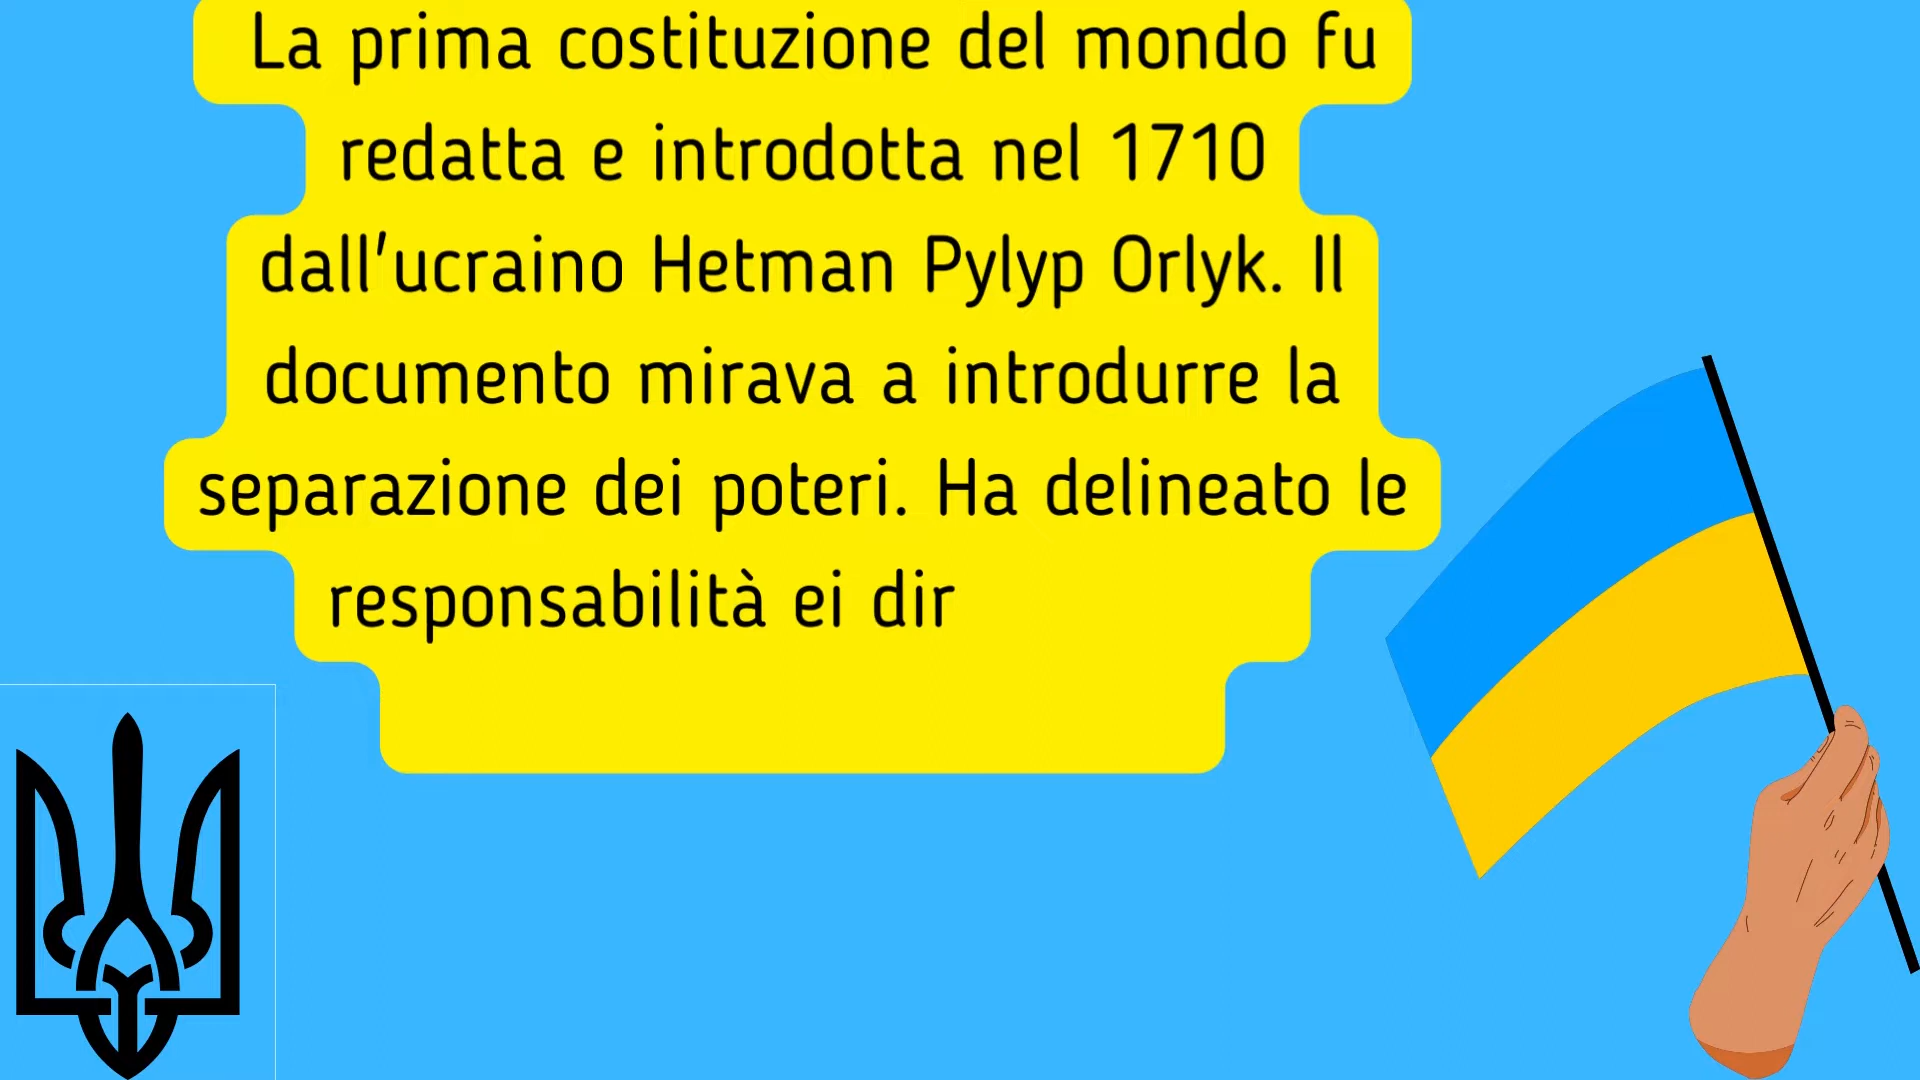 La prima costituzione del mondo fu
redatta e introdotta nel 1710
dall'ucraino Hetman Pylyp Orlyk. Il
documento mirava a introdurre la
separazione dei poteri. Ha delineato le
responsabilità ei dir